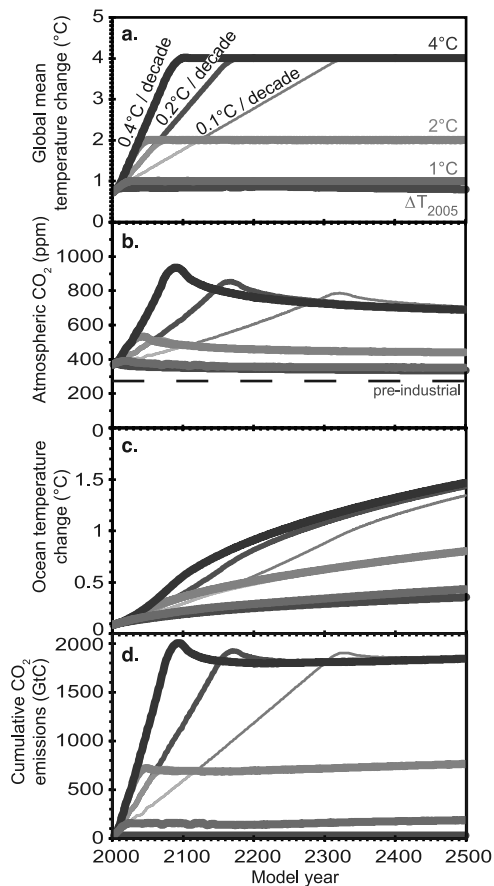 a.
Global mean
temperature change (°C)
5
4
3
2
1
0
0.4°C / decade
0.2°C / decade
0.1°C / decade
4°C
2°C
1°C
ΔT2005
b.
Atmospheric CO2 (ppm)
1000
800
600
400
200
0
pre-industrial
c.
Ocean temperature
change (°C)
1.5
1
0.5
0
d.
Cumulative CO2
emissions (GtC)
2000
1500
1000
500
0
2000 2100 2200 2300 2400 2500
Model year